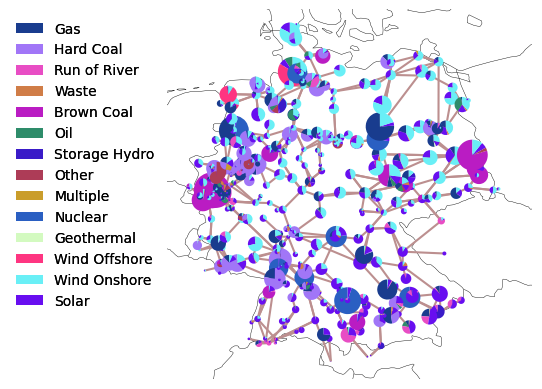 Gas
Hard Coal
Run of River
Waste
Brown Coal
Oil
Storage Hydro
Other
Multiple
Nuclear
Geothermal
Wind Offshore
Wind Onshore
Solar